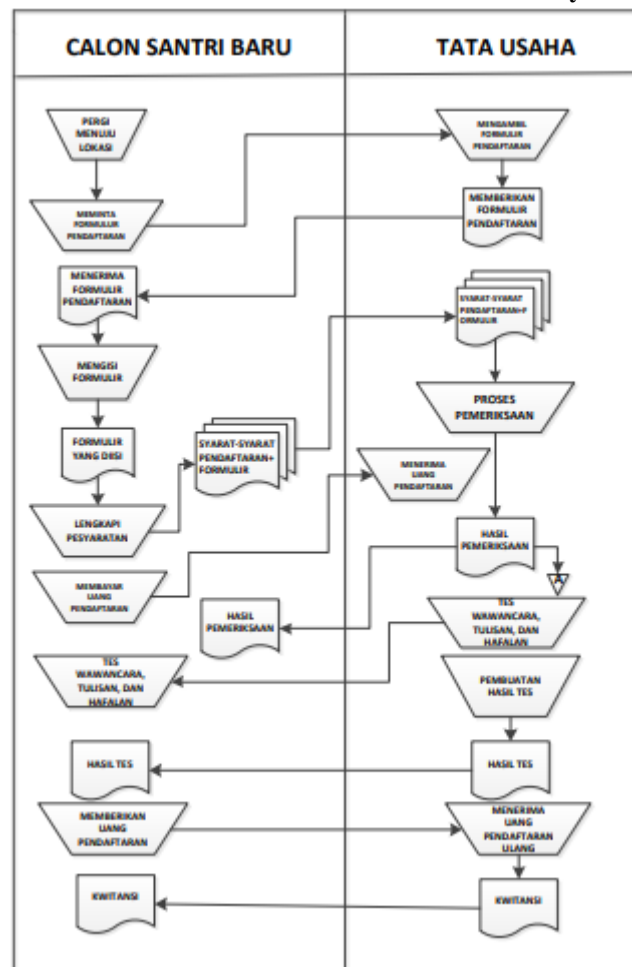 CALON SANTRI BARU
TATA USAHA
PERGI
MENUJU
LOKASI
MENGAMBIL
FORMULIR
PENDAFTARAN
MEMINTA
FORMULIR
PENDAFTARAN
MEMBERIKAN
FORMULIR
PENDAFTARAN
MENERIMA
FORMULIR
PENDAFTARAN
SYARAT-SYARAT
PENDAFTARAN+F
ORMULIR
MENGISI
FORMULIR
PROSES
PEMERIKSAAN
FORMULIR
YANG DIISI
SYARAT-SYARAT
PENDAFTARAN+
FORMULIR
MENERIMA
UANG
PENDAFTARAN
LENGKAPI
PESYARATAN
HASIL
PEMERIKSAAN
A
MEMBAYAR
UANG
PENDAFTARAN
HASIL
PEMERIKSAAN
TES
WAWANCARA,
TULISAN, DAN
HAFALAN
TES
WAWANCARA,
TULISAN, DAN
HAFALAN
PEMBUATAN
HASIL TES
HASIL TES
HASIL TES
MEMBERIKAN
UANG
PENDAFTARAN
MENERIMA
UANG
PENDAFTARAN
ULANG
KWITANSI
KWITANSI